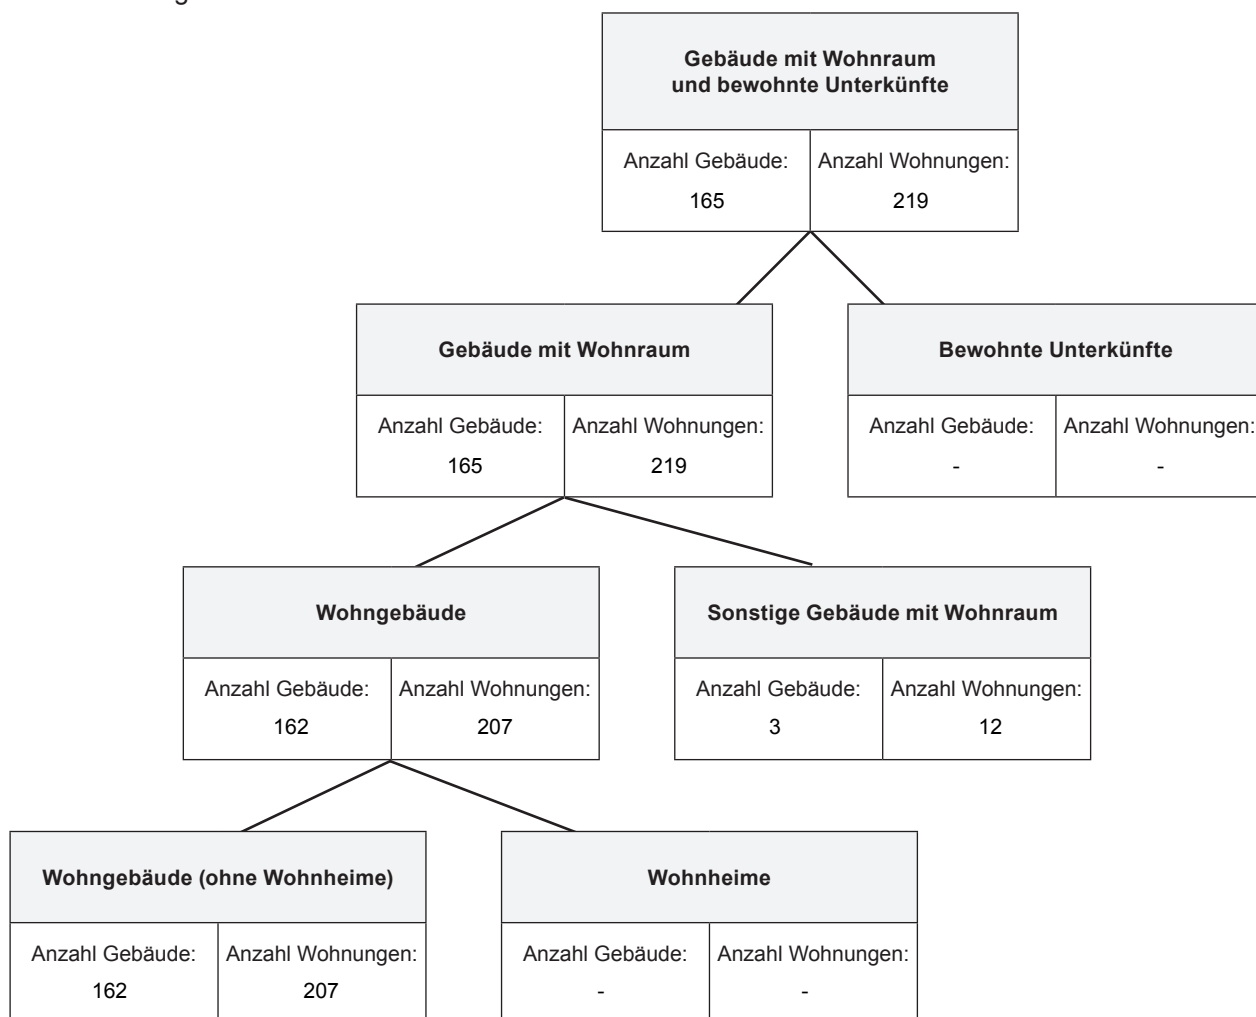 Gebäude mit Wohnraum
und bewohnte Unterkünfte
Anzahl Gebäude: Anzahl Wohnungen:
165 219
Gebäude mit Wohnraum
Anzahl Gebäude: Anzahl Wohnungen:
165 219
Bewohnte Unterkünfte
Anzahl Gebäude: Anzahl Wohnungen:
- -
Wohngebäude
Anzahl Gebäude: Anzahl Wohnungen:
162 207
Sonstige Gebäude mit Wohnraum
Anzahl Gebäude: Anzahl Wohnungen:
3 12
Wohngebäude (ohne Wohnheime)
Anzahl Gebäude: Anzahl Wohnungen:
162 207
Wohnheime
Anzahl Gebäude: Anzahl Wohnungen:
- -